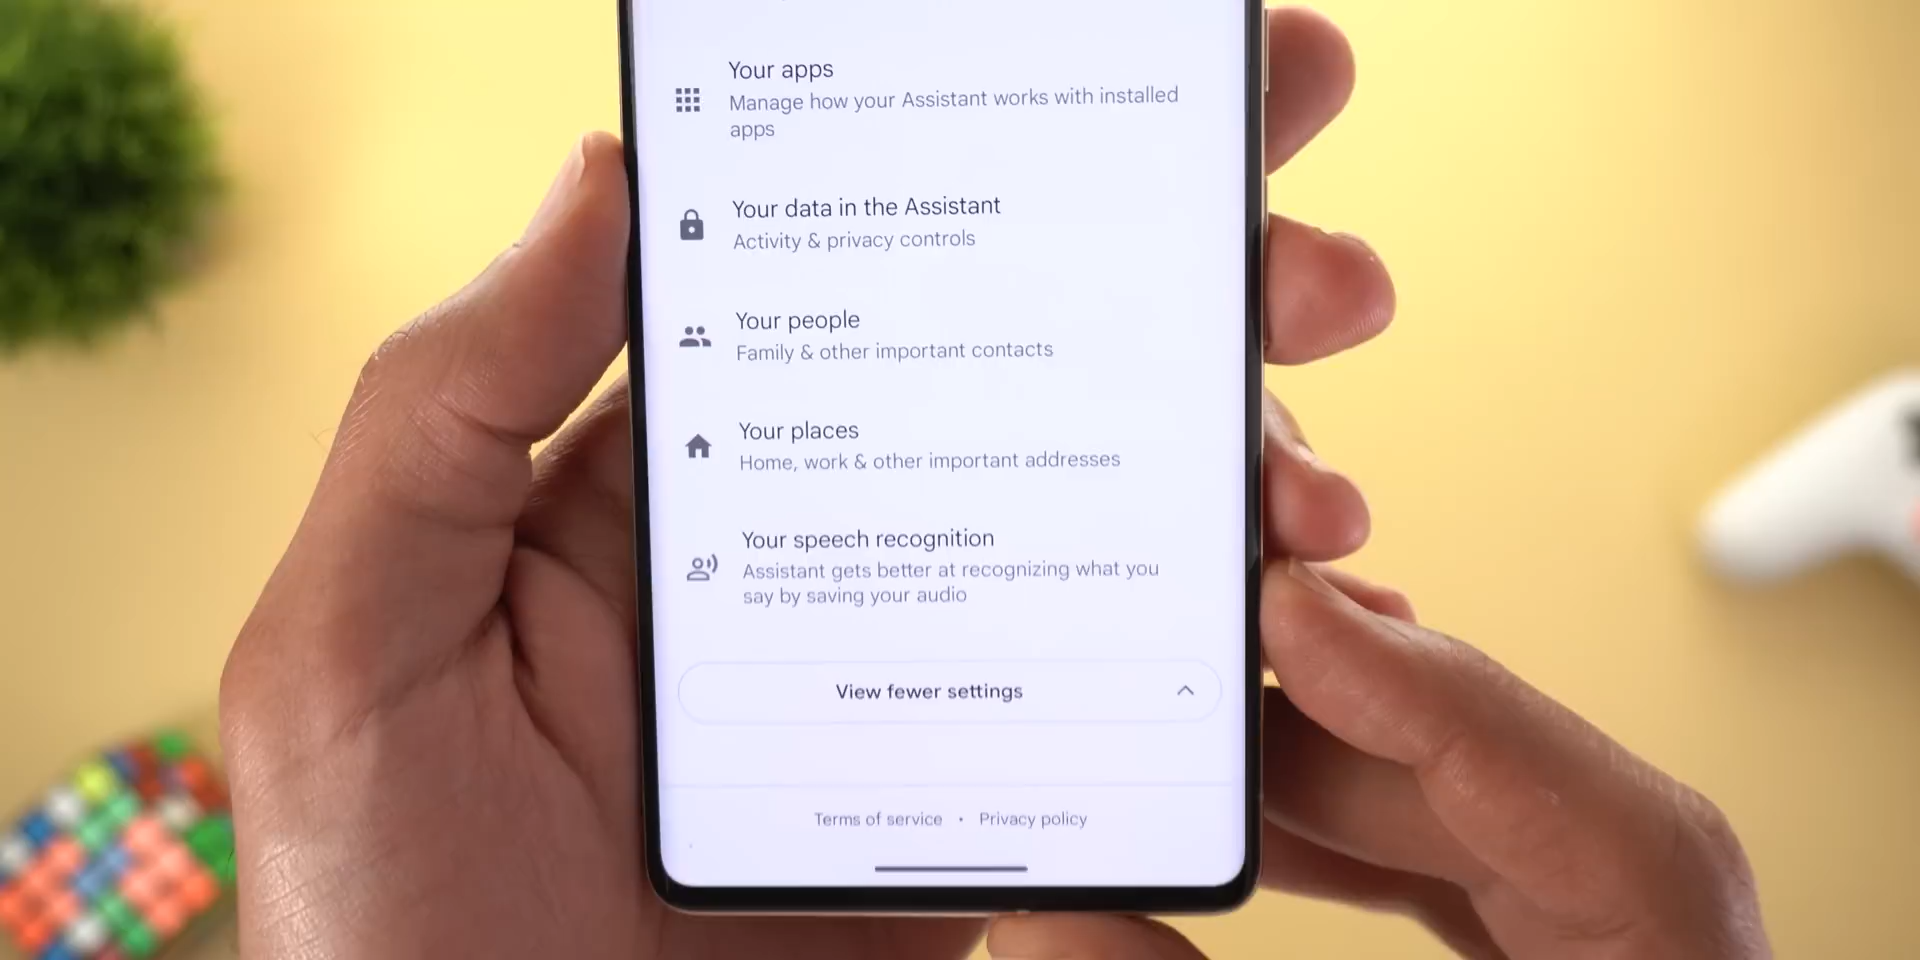 Your apps
Manage how your Assistant works with installed
apps
Your data in the Assistant
Activity & privacy controls
Your people
Family & other important contacts
Your places
Home, work & other important addresses
Your speech recognition
Assistant gets better at recognizing what you
say by saving your audio
View fewer settings
Terms of service • Privacy policy